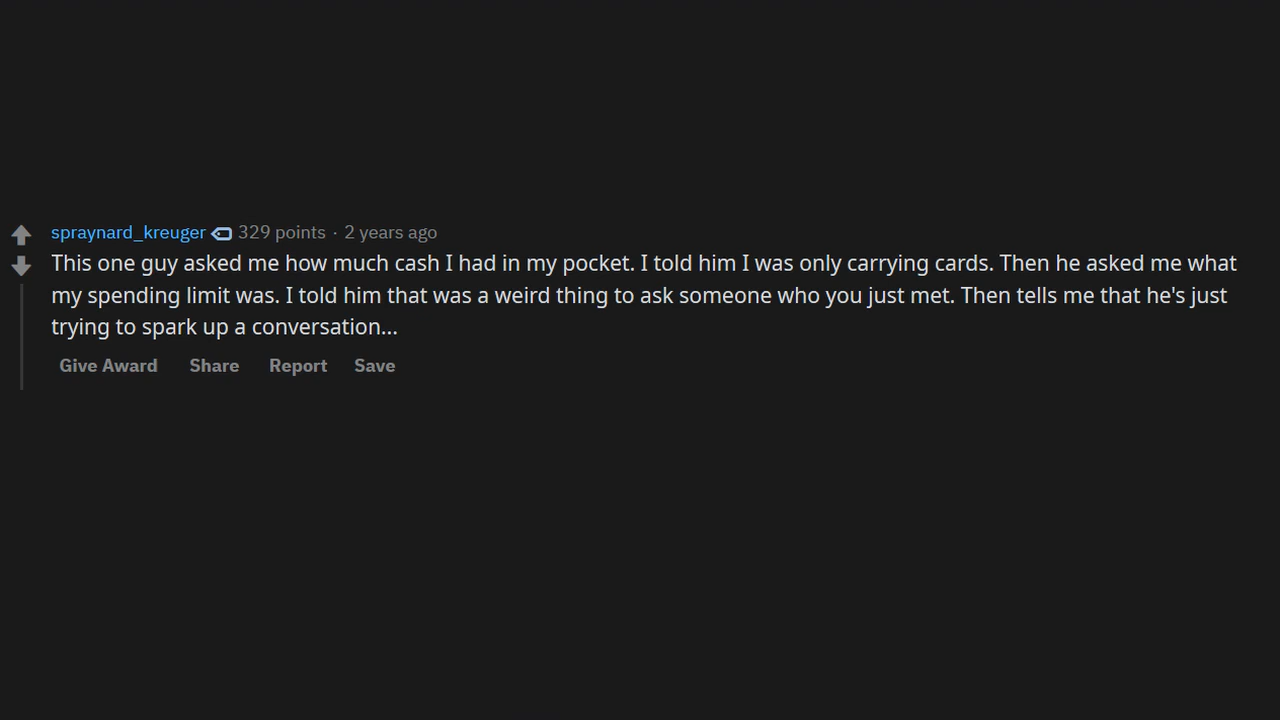 spraynard_kreuger 329 points · 2 years ago
This one guy asked me how much cash I had in my pocket. I told him I was only carrying cards. Then he asked me what
my spending limit was. I told him that was a weird thing to ask someone who you just met. Then tells me that he's just
trying to spark up a conversation...
Give Award Share Report Save